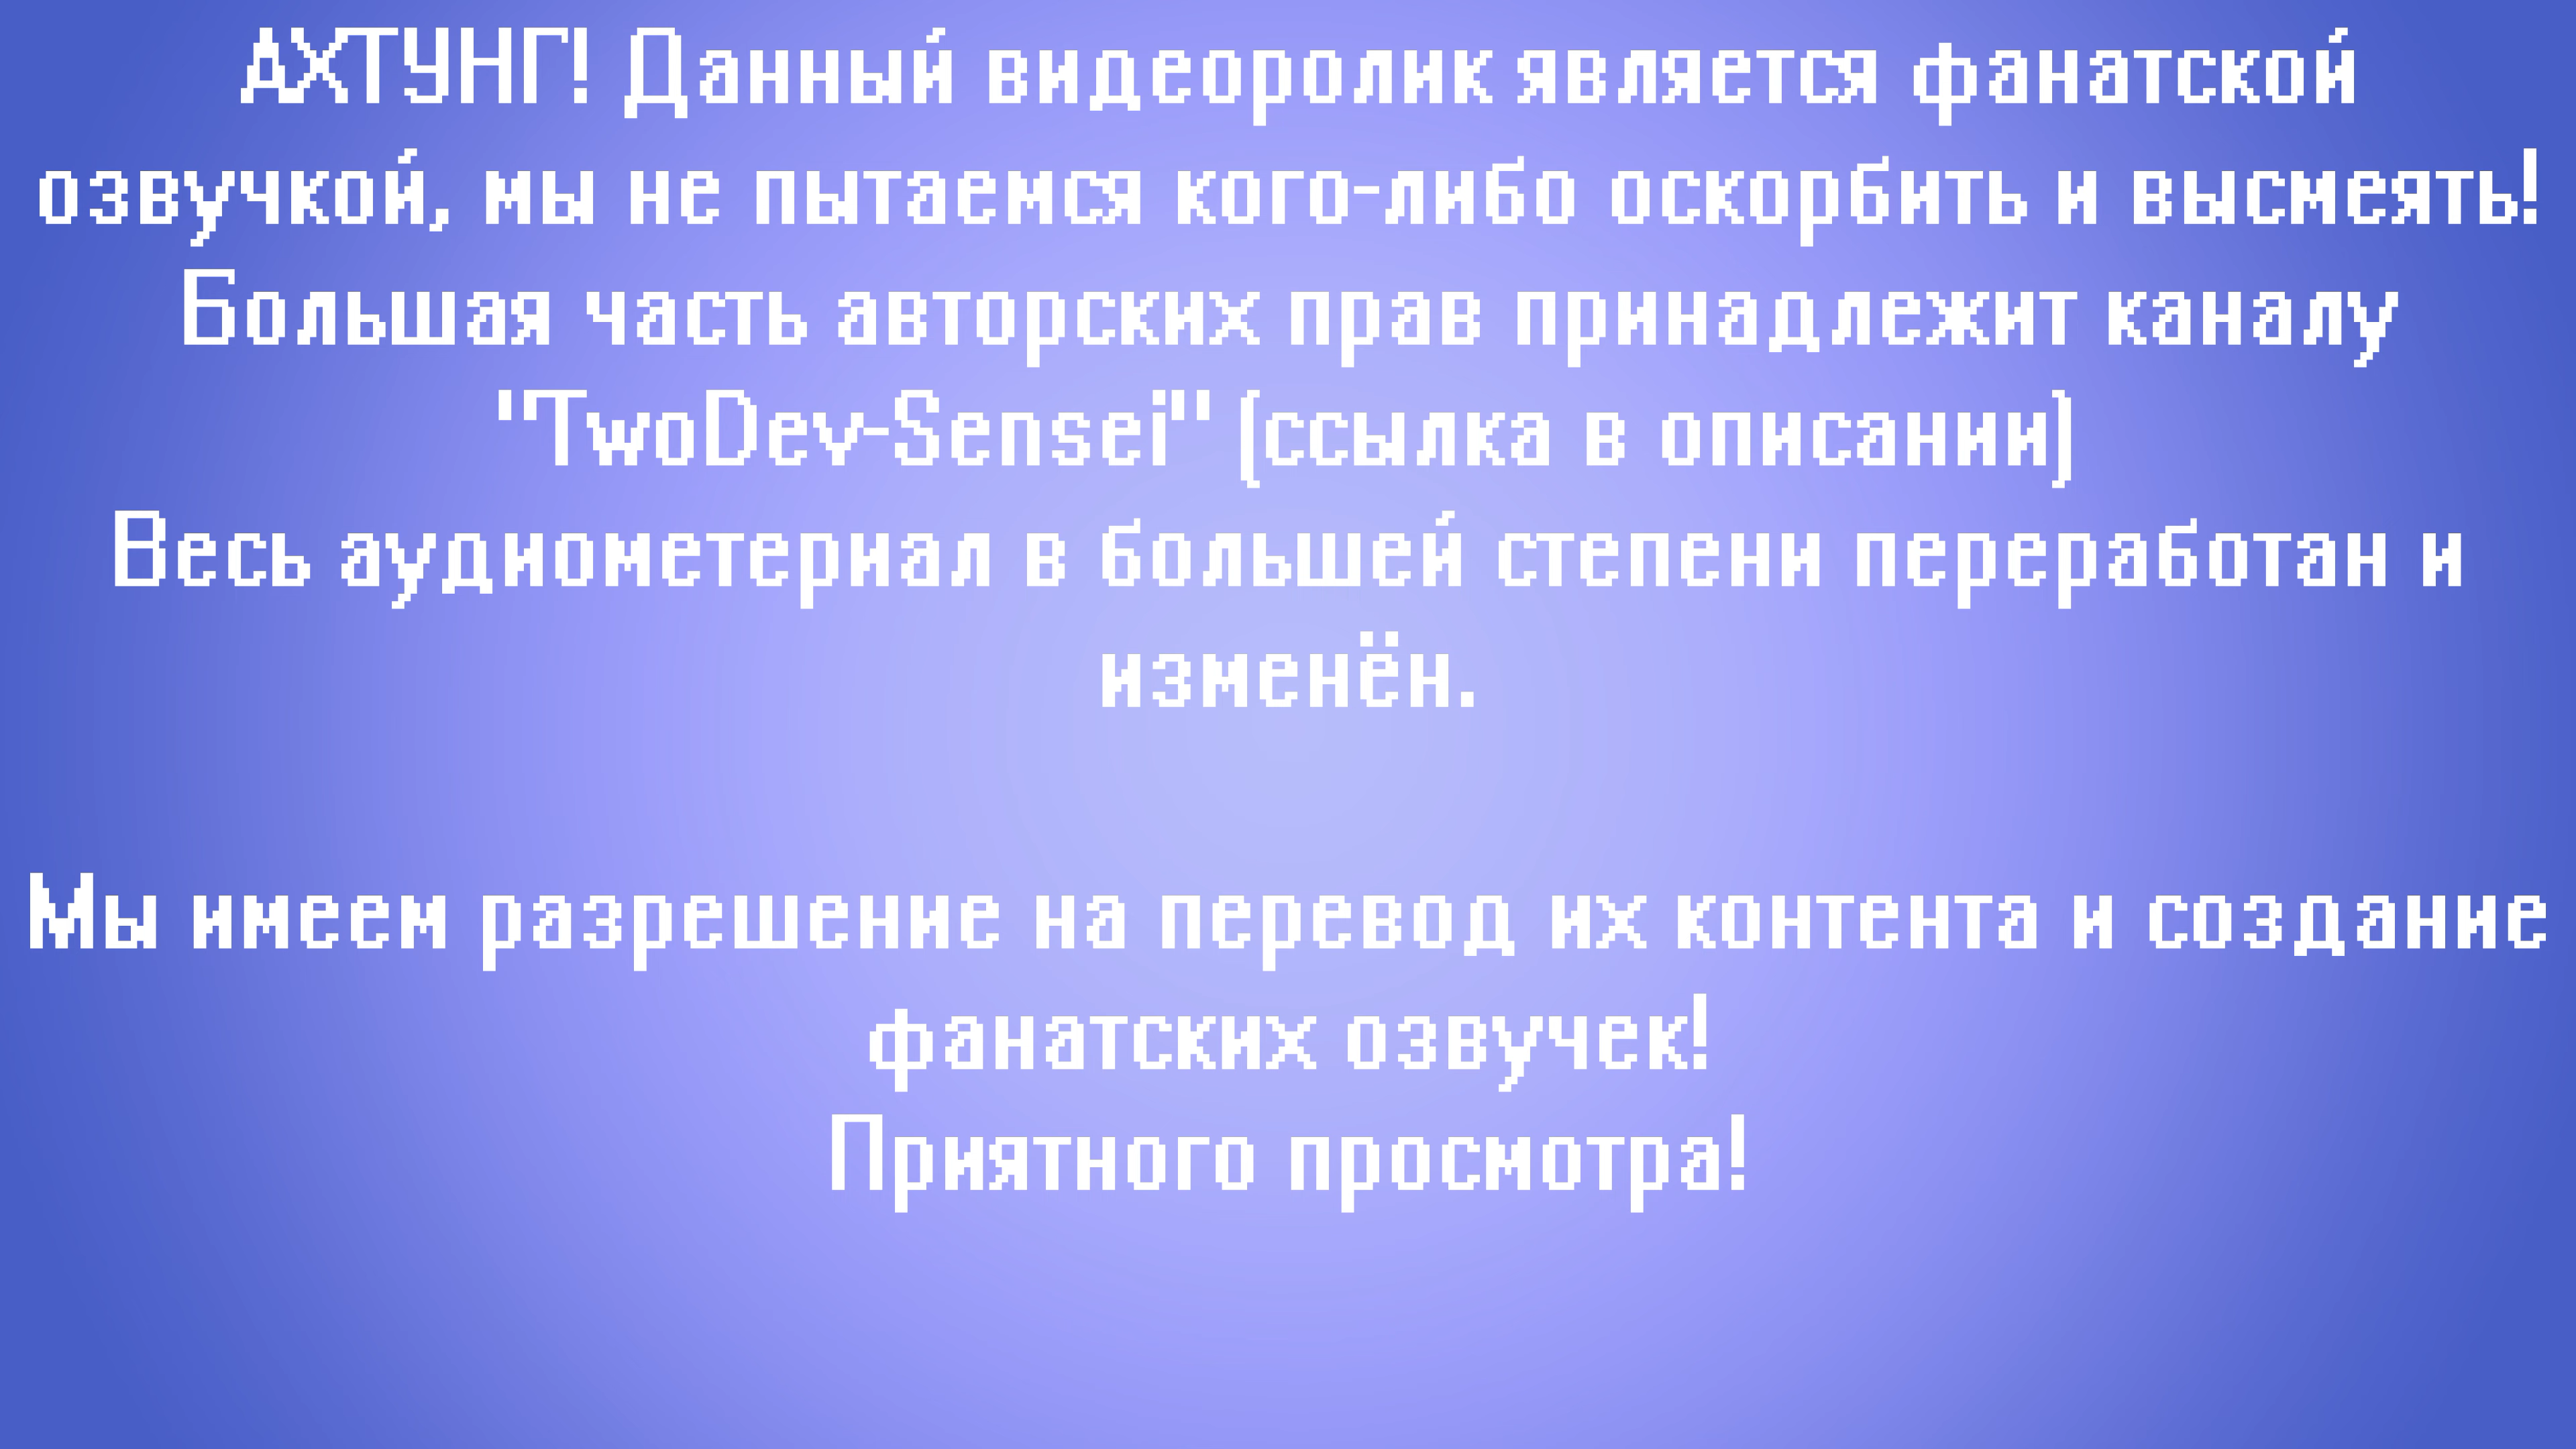 АХТУНГ! Данный видеоролик является фанатской
озвучкой, мы не пытаемся кого-либо оскорбить и высмеять!
Большая часть авторских прав принадлежит каналу
"TwoDev-Sensei" (ссылка в описании)
Весь аудиометериал в большей степени переработан и
изменён.
Мы имеем разрешение на перевод их контента и создание
фанатских озвучек!
Приятного просмотра!